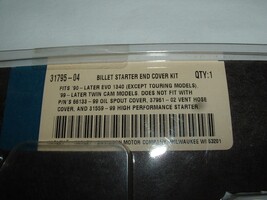 31795-04 BILLET STARTER END COVER KIT QTY:1
FITS '90 - LATER EVO 1340 (EXCEPT TOURING MODELS).
'99 - LATER TWIN CAM MODELS. DOES NOT FIT WITH
P/N'S 66133 - 99 OIL SPOUT COVER, 37961 - 02 VENT HOSE
COVER, AND 31559 - 99 HIGH PERFORMANCE STARTER
MOTOR COMPANY, MILWAUKEE WI 53201